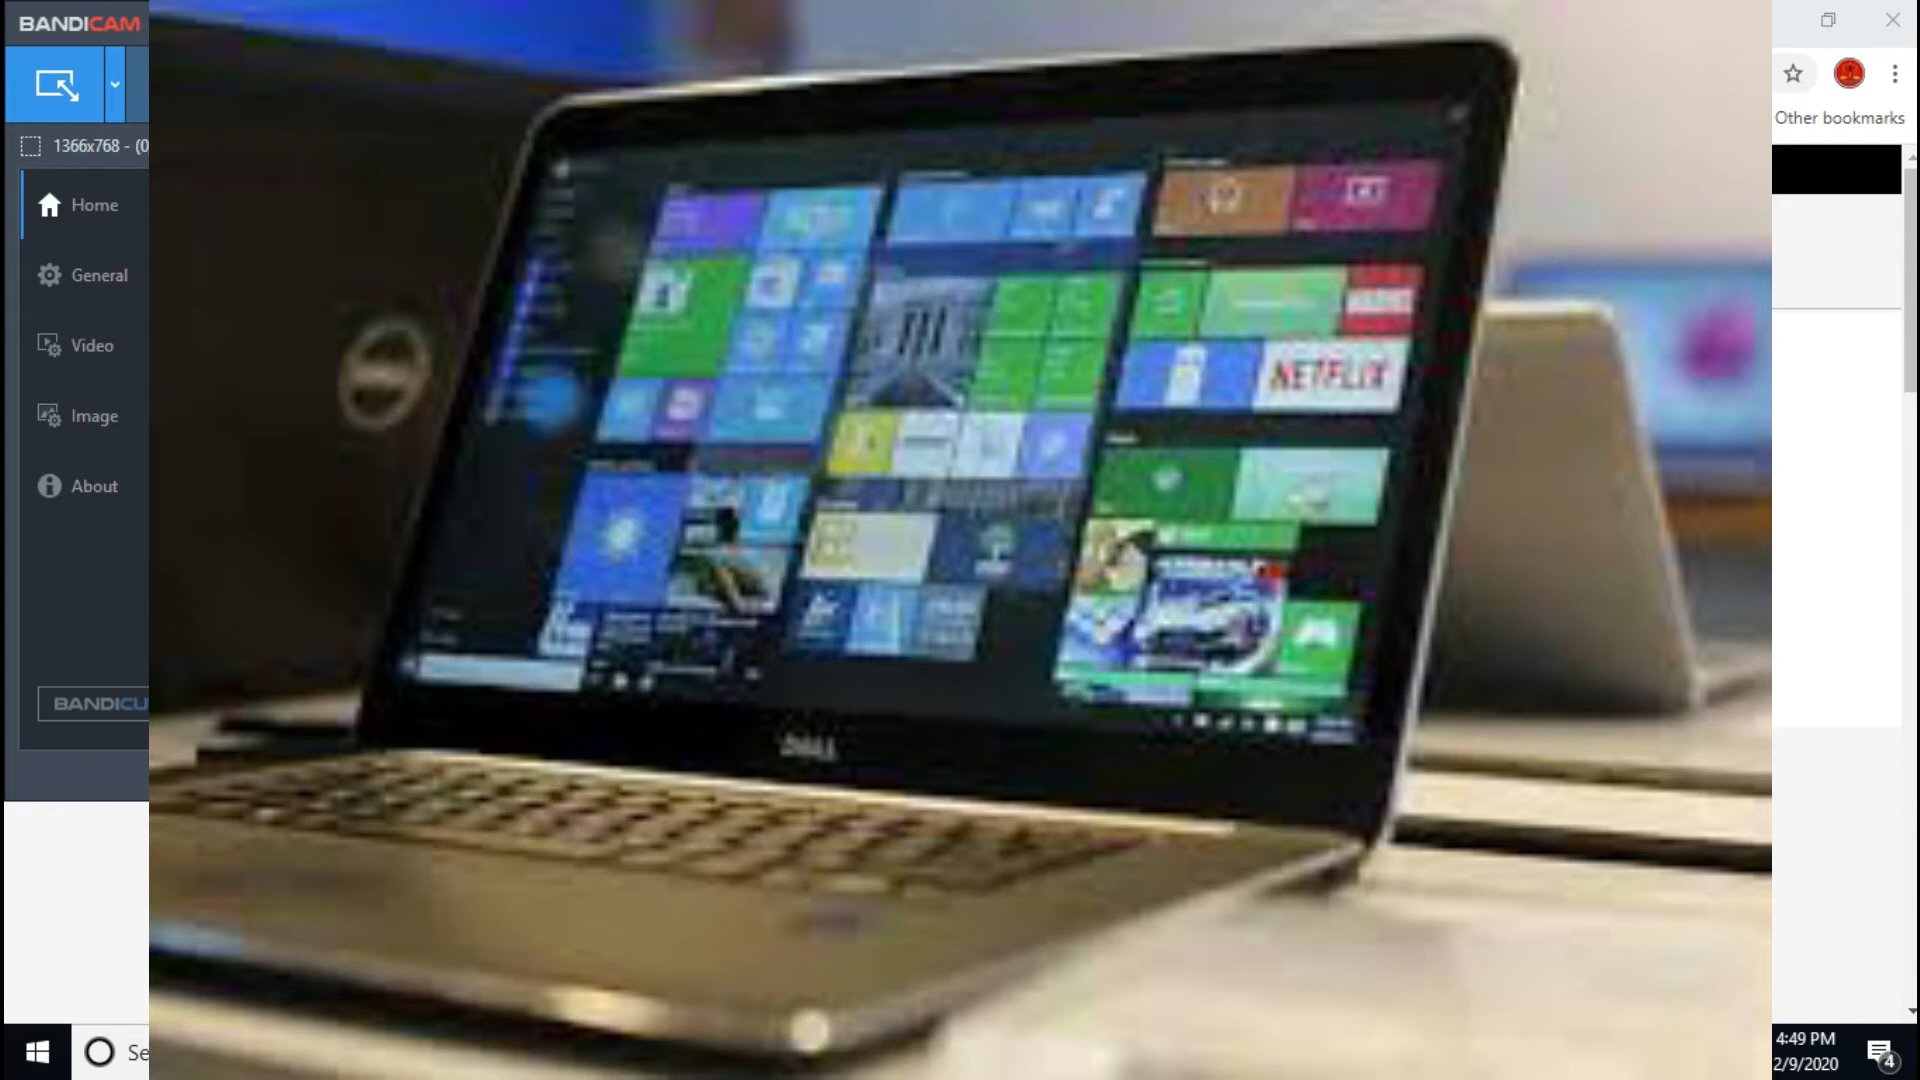 BANDICAM
1366x768 - (0
Home
General
Video
Image
About
BANDICU
Other bookmarks
NETFLIX
DELL
Se
4:49 PM
2/9/2020
4